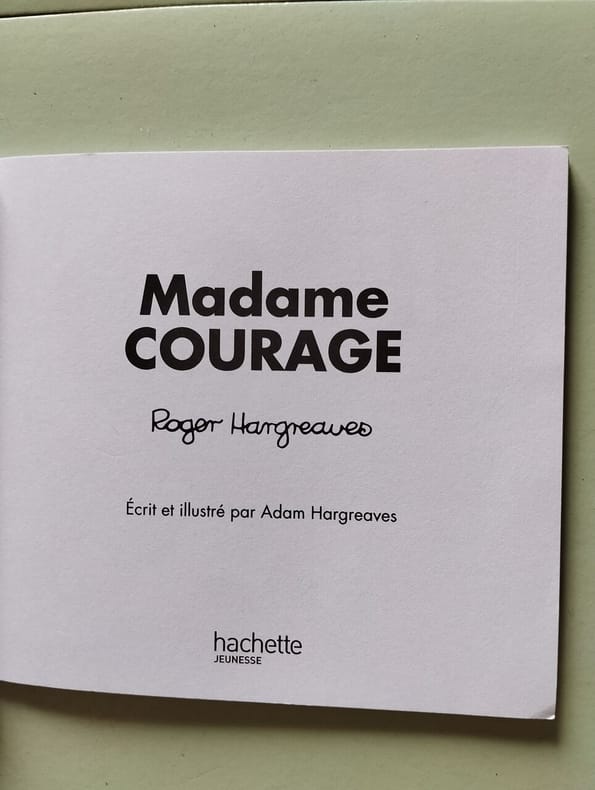 Madame
COURAGE
Roger Hargreaves
Écrit et illustré par Adam Hargreaves
hachette
JEUNESSE